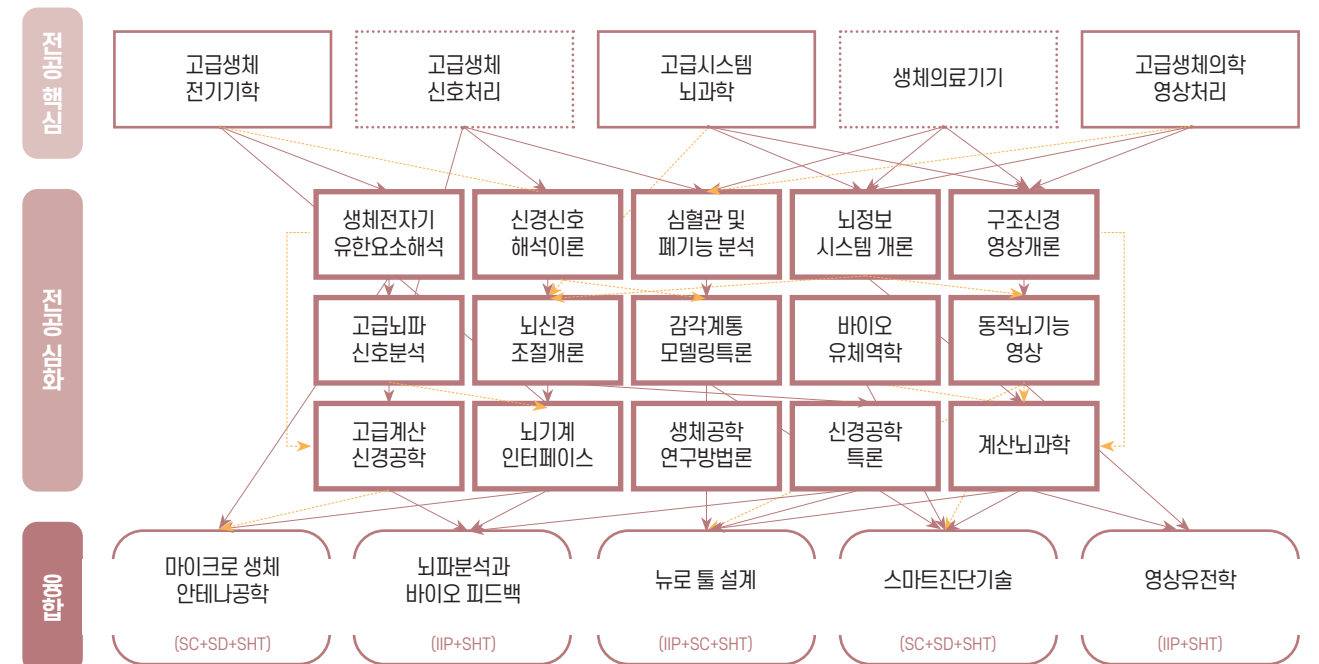 전공 핵심
고급생체
전기기학
고급생체
신호처리
고급시스템
뇌과학
생체의료기기
고급생체의학
영상처리
전공 심화
생체전자기
유한요소해석
신경신호
해석이론
심혈관 및
폐기능 분석
뇌정보
시스템 개론
구조신경
영상개론
고급뇌파
신호분석
뇌신경
조절개론
감각계통
모델링특론
바이오
유체역학
동적뇌기능
영상
고급계산
신경공학
뇌기계
인터페이스
생체공학
연구방법론
신경공학
특론
계산뇌과학
융합
마이크로 생체
안테나공학
(SC+SD+SHT)
뇌파분석과
바이오 피드백
(IIP+SHT)
뉴로 툴 설계
(IIP+SC+SHT)
스마트진단기술
(SC+SD+SHT)
영상유전학
(IIP+SHT)